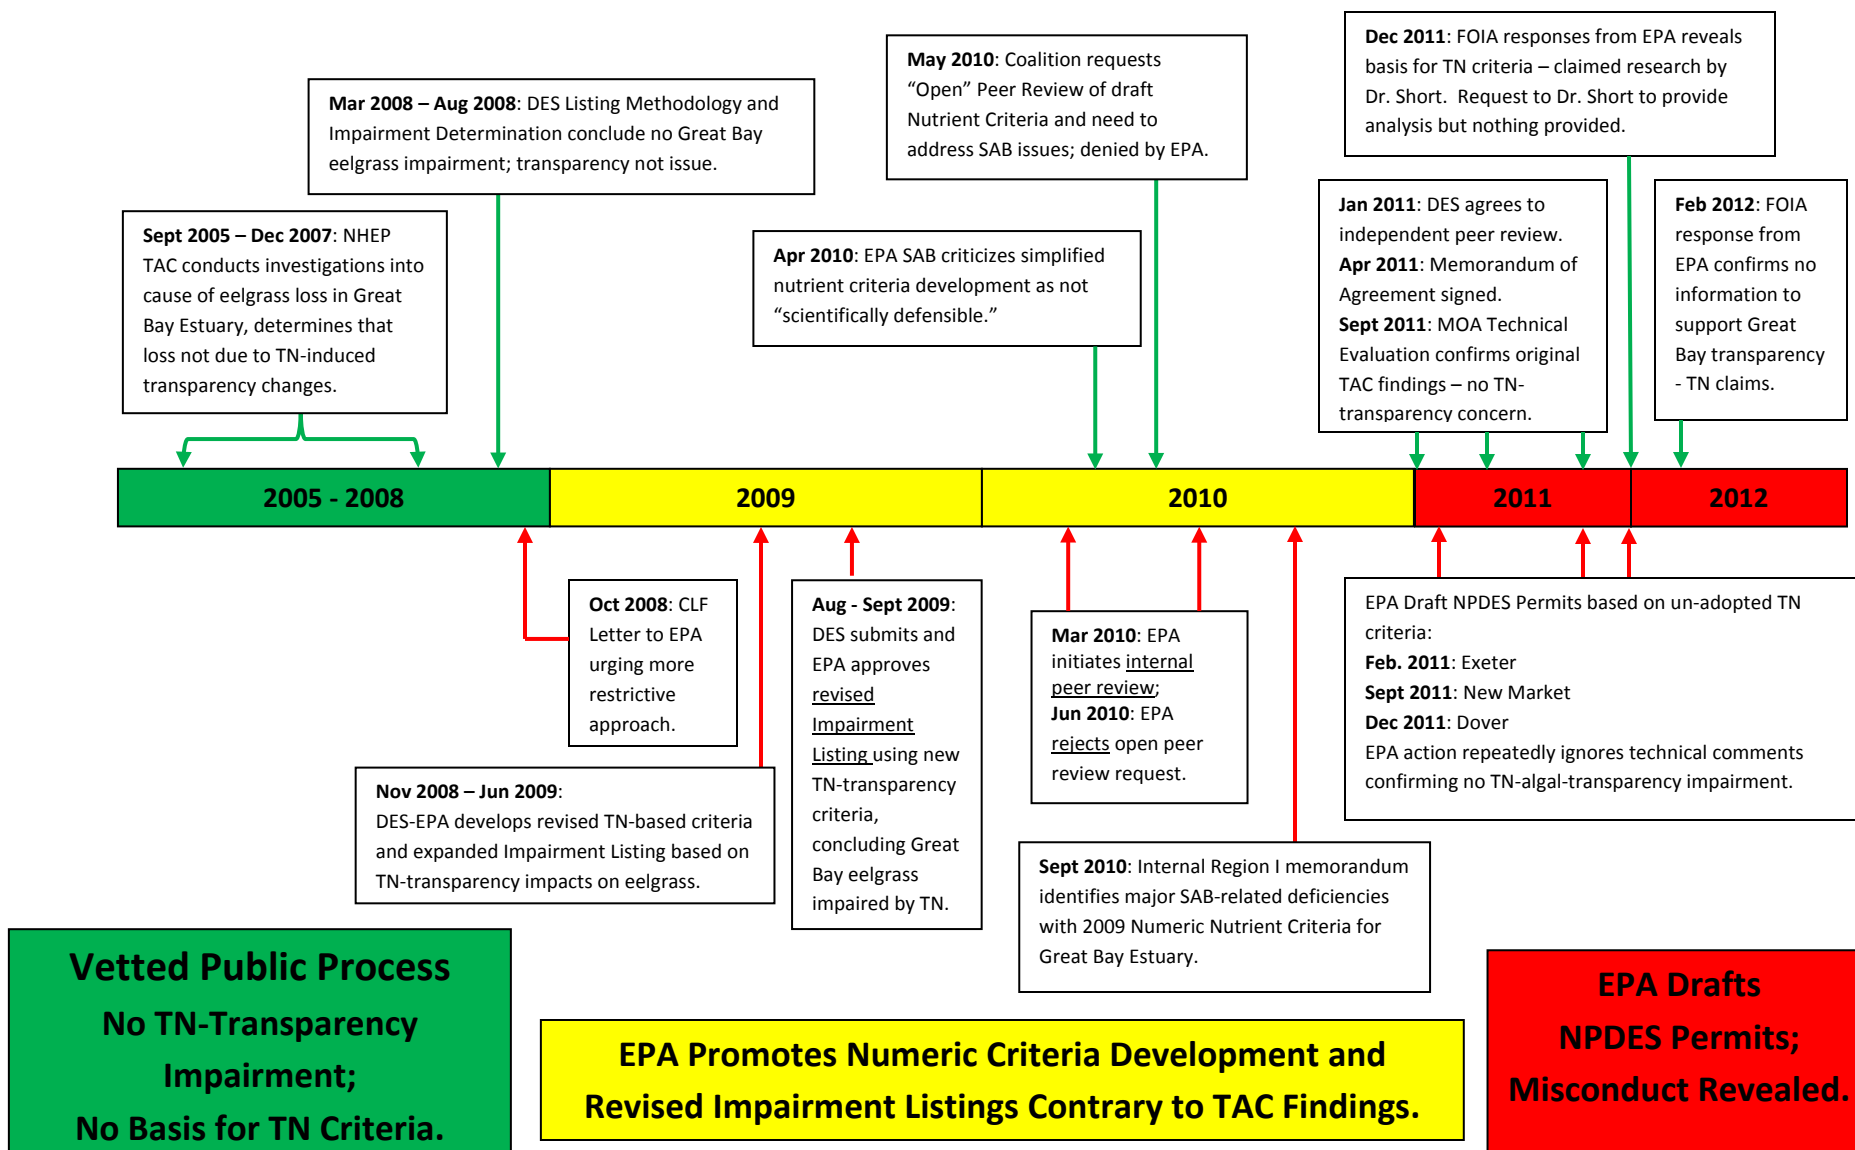 Sept 2005 – Dec 2007: NHEP
TAC conducts investigations into
cause of eelgrass loss in Great
Bay Estuary, determines that
loss not due to TN-induced
transparency changes.
Mar 2008 – Aug 2008: DES Listing Methodology and
Impairment Determination conclude no Great Bay
eelgrass impairment; transparency not issue.
Apr 2010: EPA SAB criticizes simplified
nutrient criteria development as not
“scientifically defensible.”
May 2010: Coalition requests
“Open” Peer Review of draft
Nutrient Criteria and need to
address SAB issues; denied by EPA.
Jan 2011: DES agrees to
independent peer review.
Apr 2011: Memorandum of
Agreement signed.
Sept 2011: MOA Technical
Evaluation confirms original
TAC findings – no TN-
transparency concern.
Dec 2011: FOIA responses from EPA reveals
basis for TN criteria – claimed research by
Dr. Short.  Request to Dr. Short to provide
analysis but nothing provided.
Feb 2012: FOIA
response from
EPA confirms no
information to
support Great
Bay transparency
- TN claims.
2005 - 2008
2009
2010
2011
2012
Oct 2008: CLF
Letter to EPA
urging more
restrictive
approach.
Nov 2008 – Jun 2009:
DES-EPA develops revised TN-based criteria
and expanded Impairment Listing based on
TN-transparency impacts on eelgrass.
Aug - Sept 2009:
DES submits and
EPA approves
revised
Impairment
Listing using new
TN-transparency
criteria,
concluding Great
Bay eelgrass
impaired by TN.
Mar 2010: EPA
initiates internal
peer review;
Jun 2010: EPA
rejects open peer
review request.
Sept 2010: Internal Region I memorandum
identifies major SAB-related deficiencies
with 2009 Numeric Nutrient Criteria for
Great Bay Estuary.
EPA Draft NPDES Permits based on un-adopted TN
criteria:
Feb. 2011: Exeter
Sept 2011: New Market
Dec 2011: Dover
EPA action repeatedly ignores technical comments
confirming no TN-algal-transparency impairment.
Vetted Public Process
No TN-Transparency
Impairment;
No Basis for TN Criteria.
EPA Promotes Numeric Criteria Development and
Revised Impairment Listings Contrary to TAC Findings.
EPA Drafts
NPDES Permits;
Misconduct Revealed.